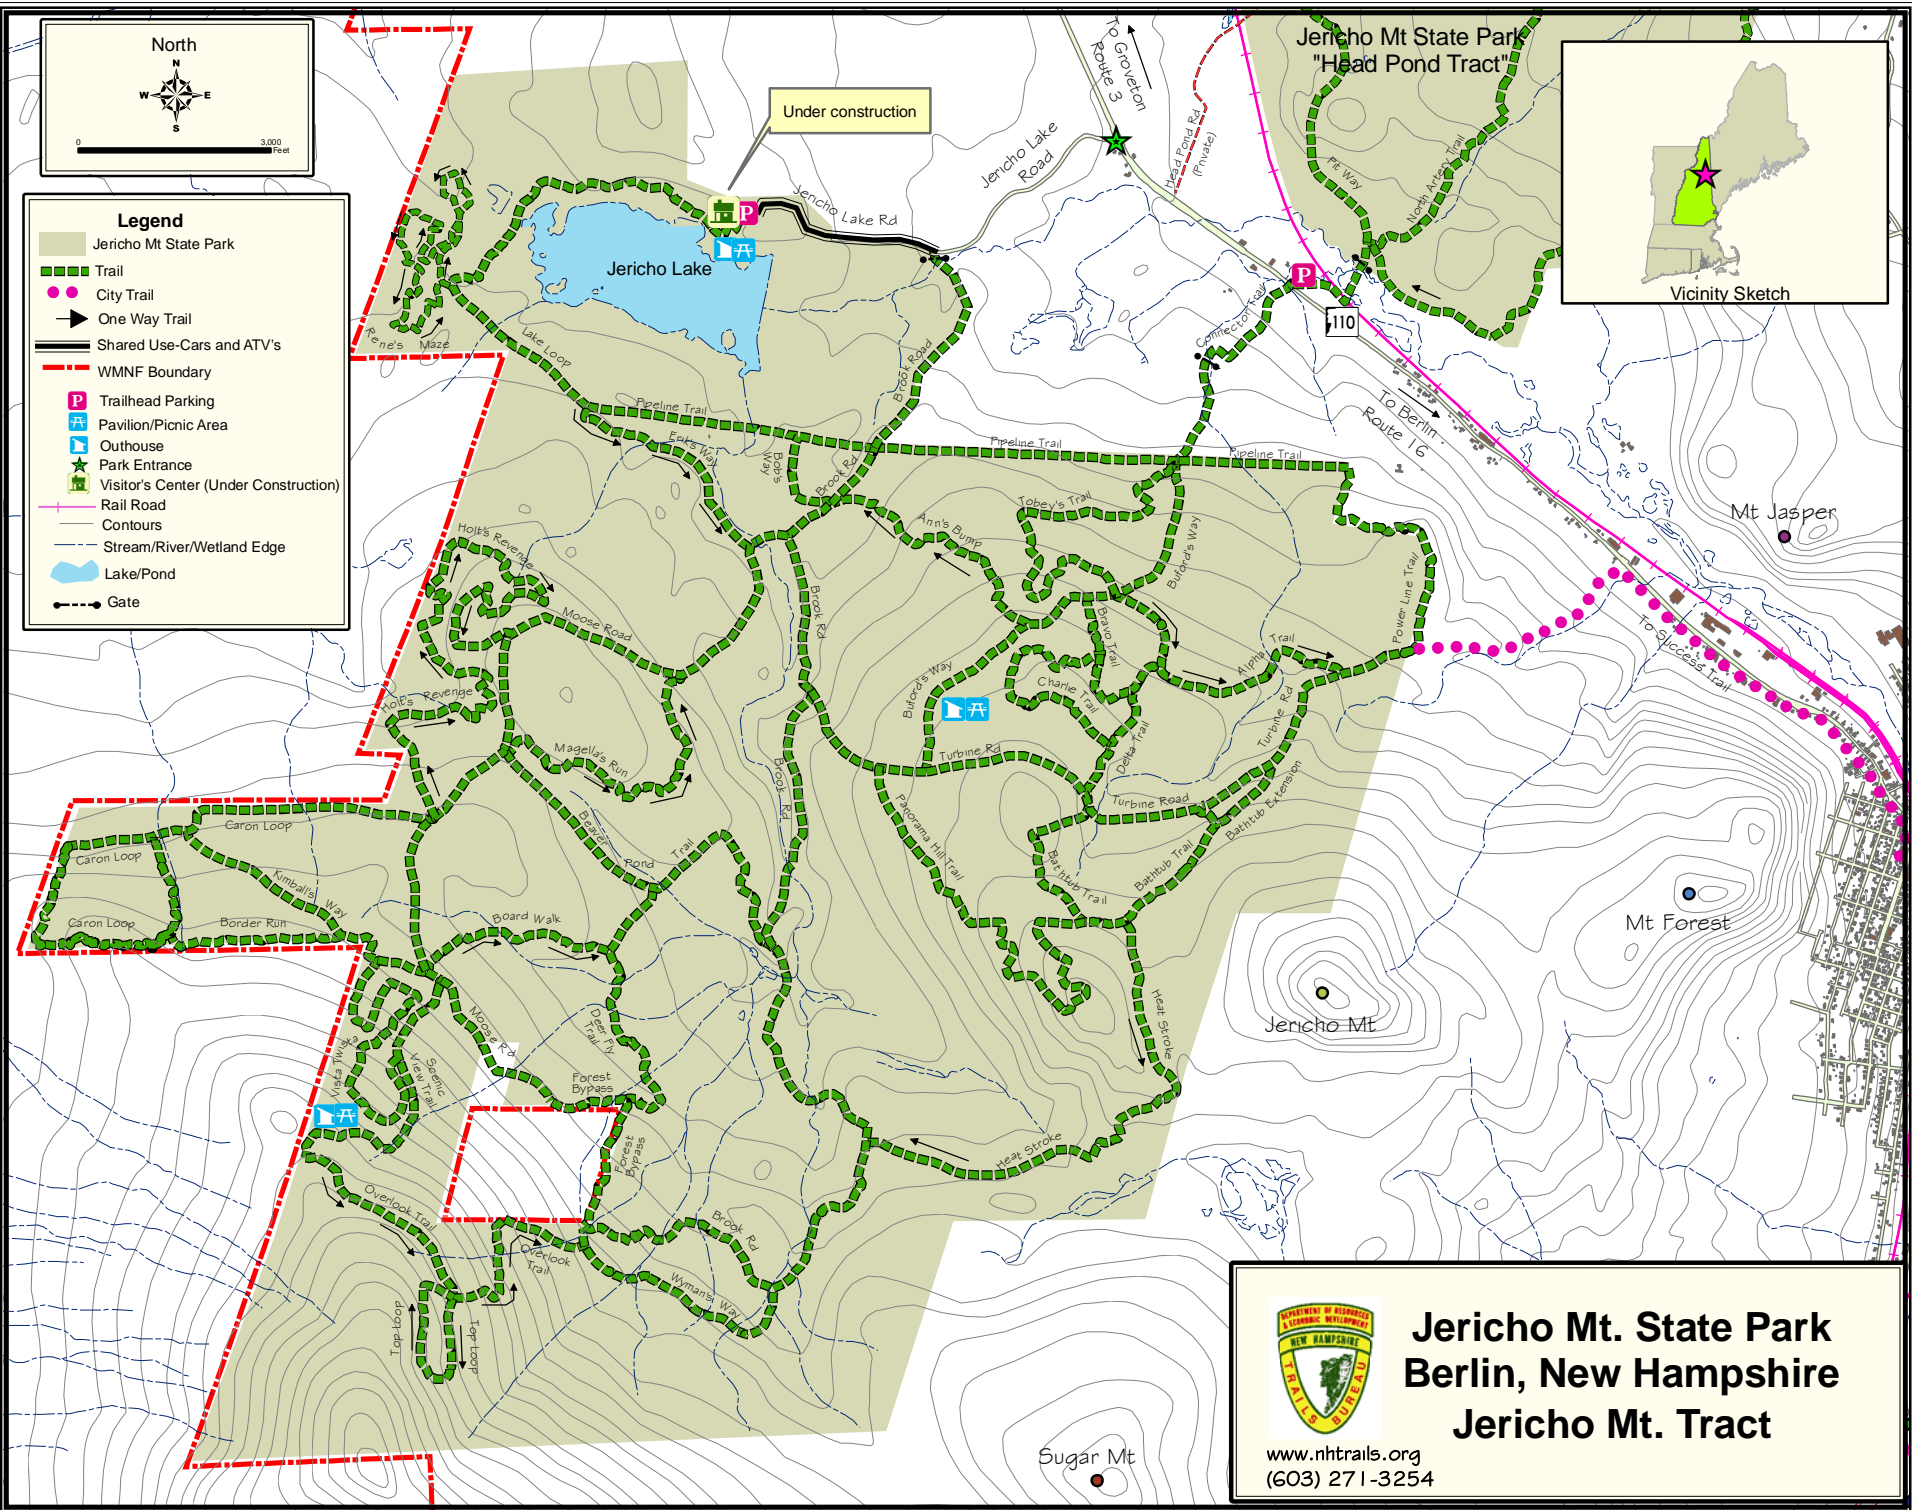 North
N
W
E
S
0
3,000
Feet
Legend
Jericho Mt State Park
Trail
City Trail
One Way Trail
Shared Use-Cars and ATV's
WMNF Boundary
P
Trailhead Parking
Pavilion/Picnic Area
Outhouse
Park Entrance
Visitor's Center (Under Construction)
Rail Road
Contours
Stream/River/Wetland Edge
Lake/Pond
Gate
Under construction
To Groveton
Route 3
Jericho Lake
Road
Head Pond Rd
(Private)
Jericho Mt State Park
"Head Pond Tract"
Pit Way
North Artery Trail
Vicinity Sketch
Jericho Lake Rd
P
Jericho Lake
P
110
Connector Trail
To Berlin
Route 16
Rene's Maze
Lake Loop
Brook Road
Pipeline Trail
Pipeline Trail
Pipeline Trail
Erik's Way
Bob's
Way
Brook Rd
Tobey's Trail
Ann's Bump
Buford's Way
Mt Jasper
Holt's Revenge
Moose Road
Brook Rd
Bravo Trail
Power Line Trail
To Success Trail
Alpha Trail
Buford's Way
Charlie Trail
Holt's Revenge
Delta Trail
Turbine Rd
Turbine Rd
Magella's Run
Brook Rd
Turbine Road
Bathtub Extension
Caron Loop
Caron Loop
Beaver Pond Trail
Panorama Hill Trail
Bathtub Trail
Bathtub Trail
Kimball's Way
Caron Loop
Border Run
Board Walk
Mt Forest
Jericho Mt
Moose Rd
Deer Fly
Trail
Heat Stroke
Vista Twista
Scenic
View Trail
Forest
Bypass
Forest
Bypass
Heat Stroke
Overlook Trail
Brook Rd
Overlook
Trail
Wyman's Way
Top Loop
Top Loop
Sugar Mt
DEPARTMENT OF RESOURCES
& ECONOMIC DEVELOPMENT
NEW HAMPSHIRE
TRAILS BUREAU
Jericho Mt. State Park
Berlin, New Hampshire
Jericho Mt. Tract
www.nhtrails.org
(603) 271-3254